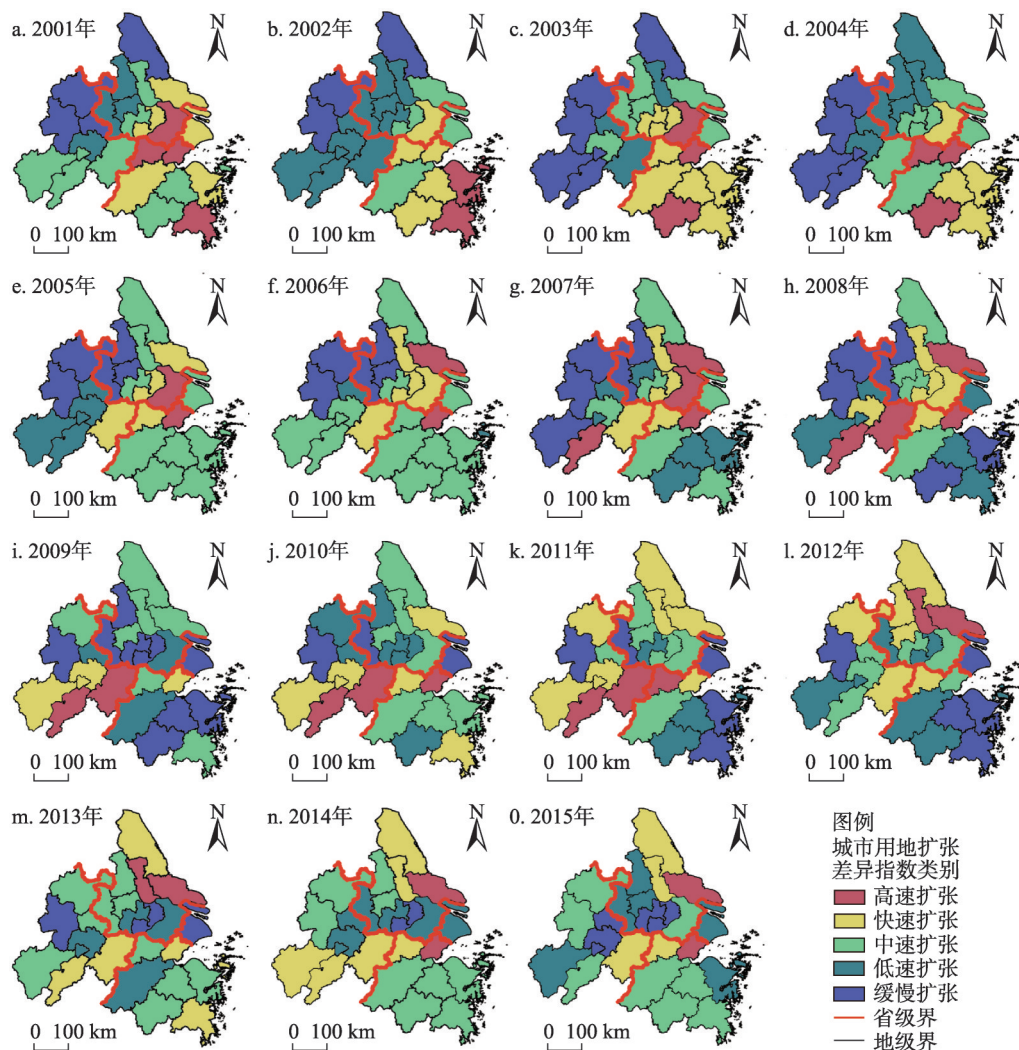 a. 2001年
N
0 100 km
b. 2002年
N
0 100 km
c. 2003年
N
0 100 km
d. 2004年
N
0 100 km
e. 2005年
N
0 100 km
f. 2006年
N
0 100 km
g. 2007年
N
0 100 km
h. 2008年
N
0 100 km
i. 2009年
N
0 100 km
j. 2010年
N
0 100 km
k. 2011年
N
0 100 km
l. 2012年
N
0 100 km
m. 2013年
N
0 100 km
n. 2014年
N
0 100 km
o. 2015年
N
0 100 km
图例
城市用地扩张
差异指数类别
高速扩张
快速扩张
中速扩张
低速扩张
缓慢扩张
省级界
地级界